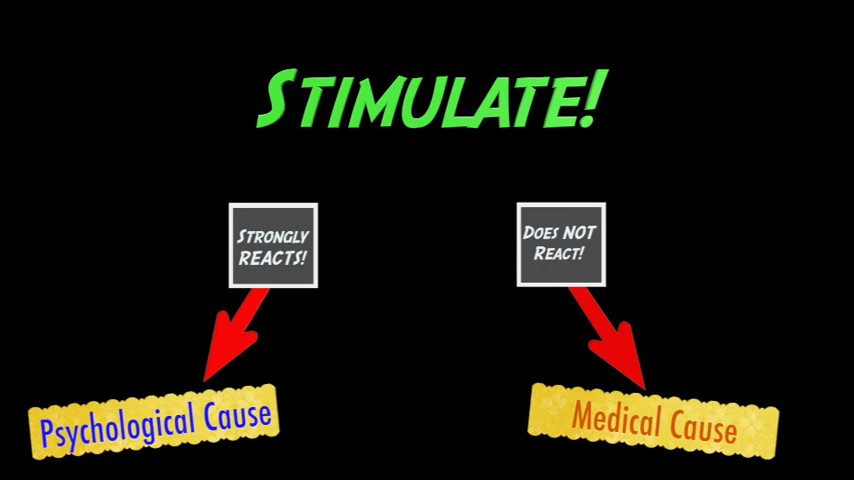 STIMULATE!
STRONGLY
REACTS!
DOES NOT
REACT!
Psychological Cause
Medical Cause